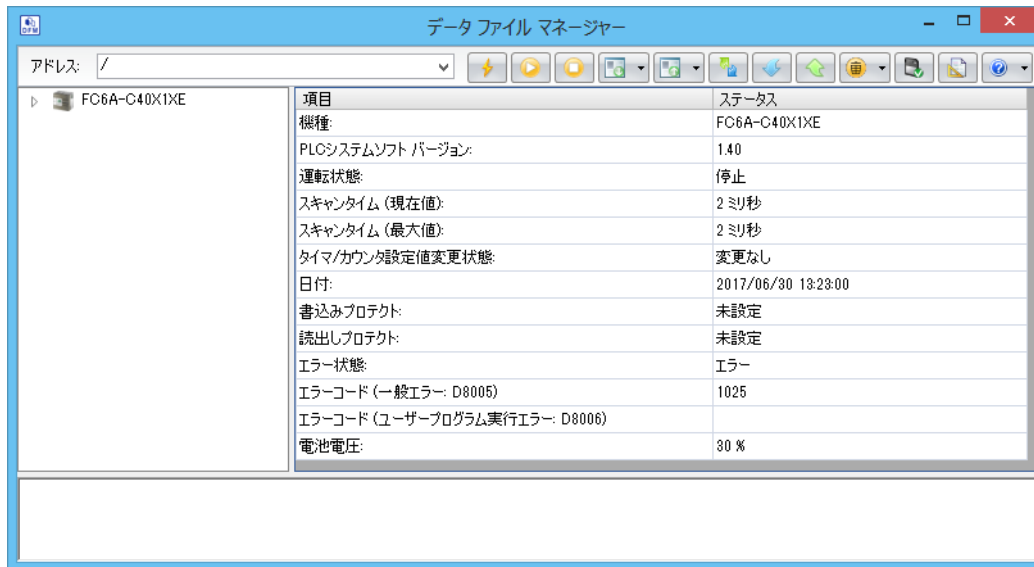 データ ファイル マネージャー
アドレス: /
FC6A-C40X1XE
項目 ステータス
機種: FC6A-C40X1XE
PLCシステムソフト バージョン: 1.40
運転状態: 停止
スキャンタイム (現在値): 2 ミリ秒
スキャンタイム (最大値): 2 ミリ秒
タイマ/カウンタ設定値変更状態: 変更なし
日付: 2017/06/30 13:23:00
書込みプロテクト: 未設定
読出しプロテクト: 未設定
エラー状態: エラー
エラーコード (一般エラー: D8005) 1025
エラーコード (ユーザープログラム実行エラー: D8006)
電池電圧: 30 %